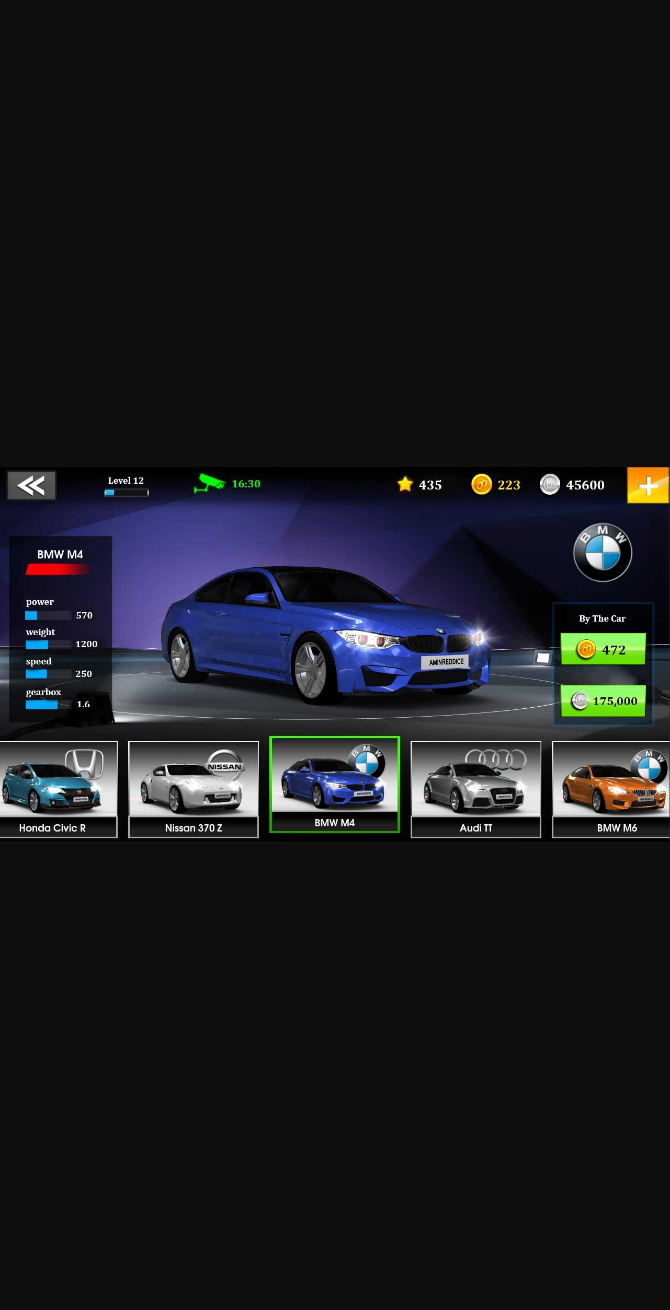 Level 12
16:30
435
223
45600
BMW M4
BMW
power
570
weight
1200
speed
250
gearbox
1.6
By The Car
472
175,000
AMINREDDICE
NISSAN
BMW
BMW
Honda Civic R
Nissan 370 Z
BMW M4
Audi TT
BMW M6